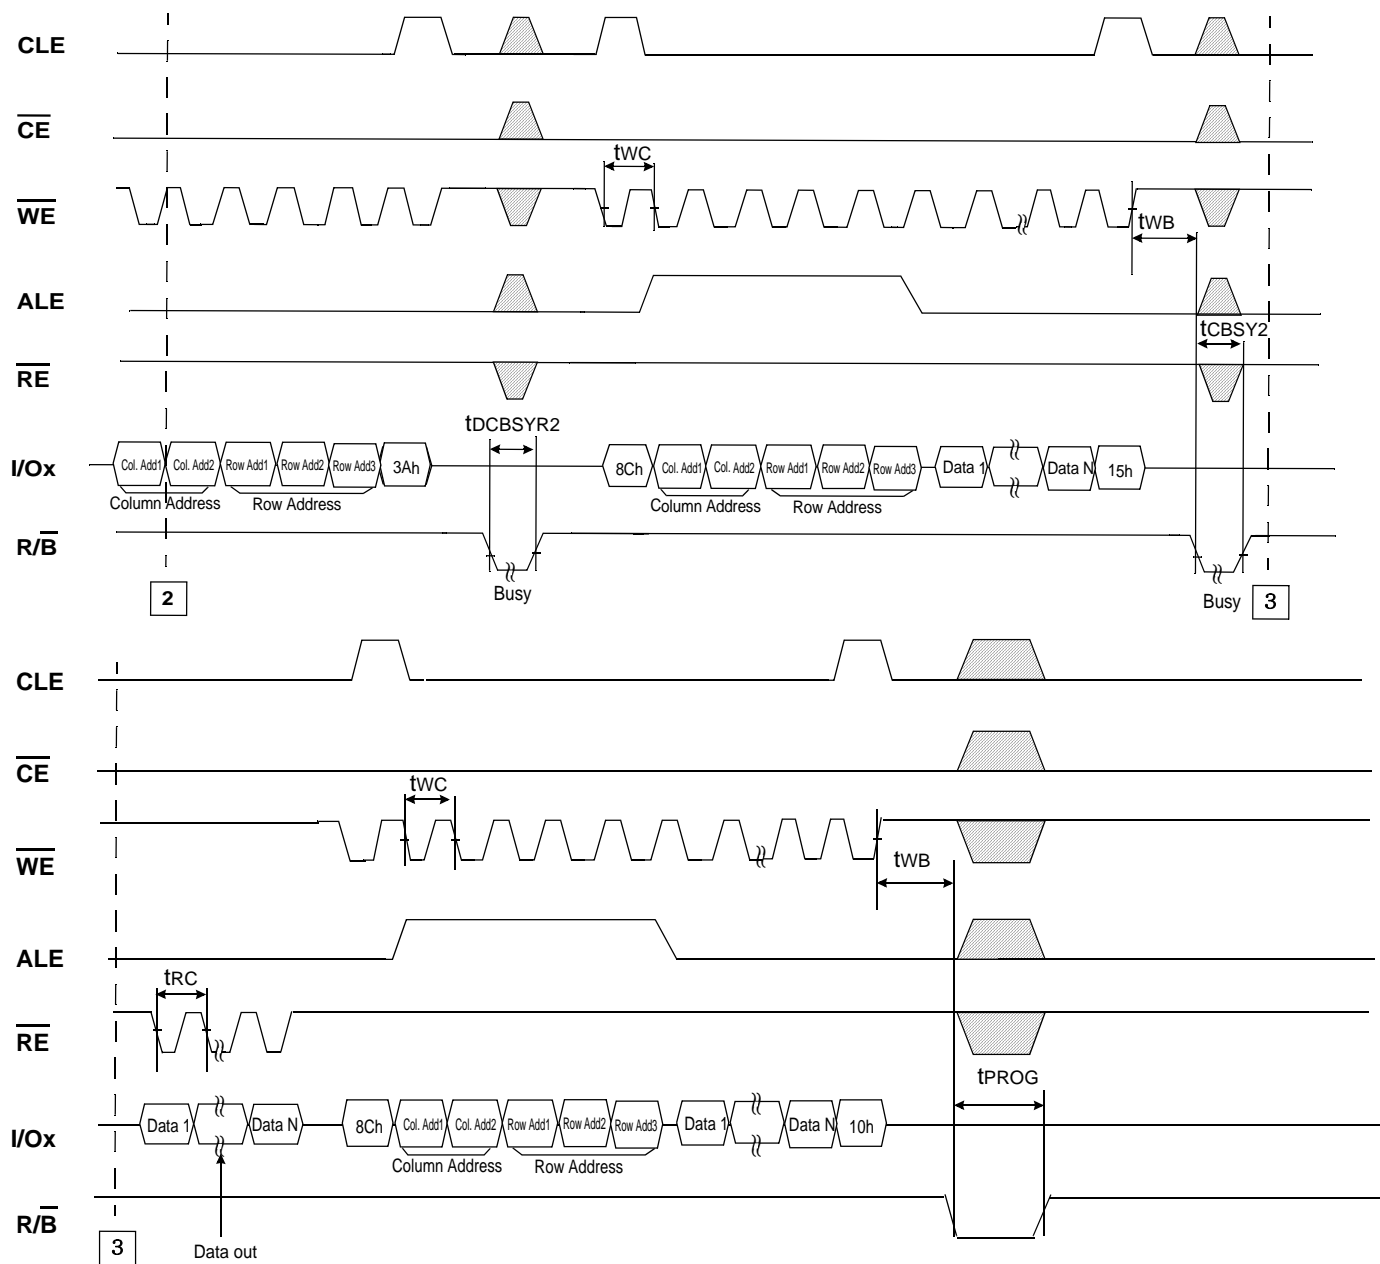 CLE
CE
tWC
WE
tWB
ALE
tCBSY2
RE
tDCBSYR2
I/Ox
Col. Add1 Col. Add2 Row Add1 Row Add2 Row Add3 3Ah 8Ch Col. Add1 Col. Add2 Row Add1 Row Add2 Row Add3 Data 1 Data N 15h
Column Address Row Address Column Address Row Address
R/B
2 Busy Busy 3
CLE
CE
tWC
WE
tWB
ALE
tRC
RE
tPROG
I/Ox
Data 1 Data N 8Ch Col. Add1 Col. Add2 Row Add1 Row Add2 Row Add3 Data 1 Data N 10h
Column Address Row Address
R/B
3 Data out